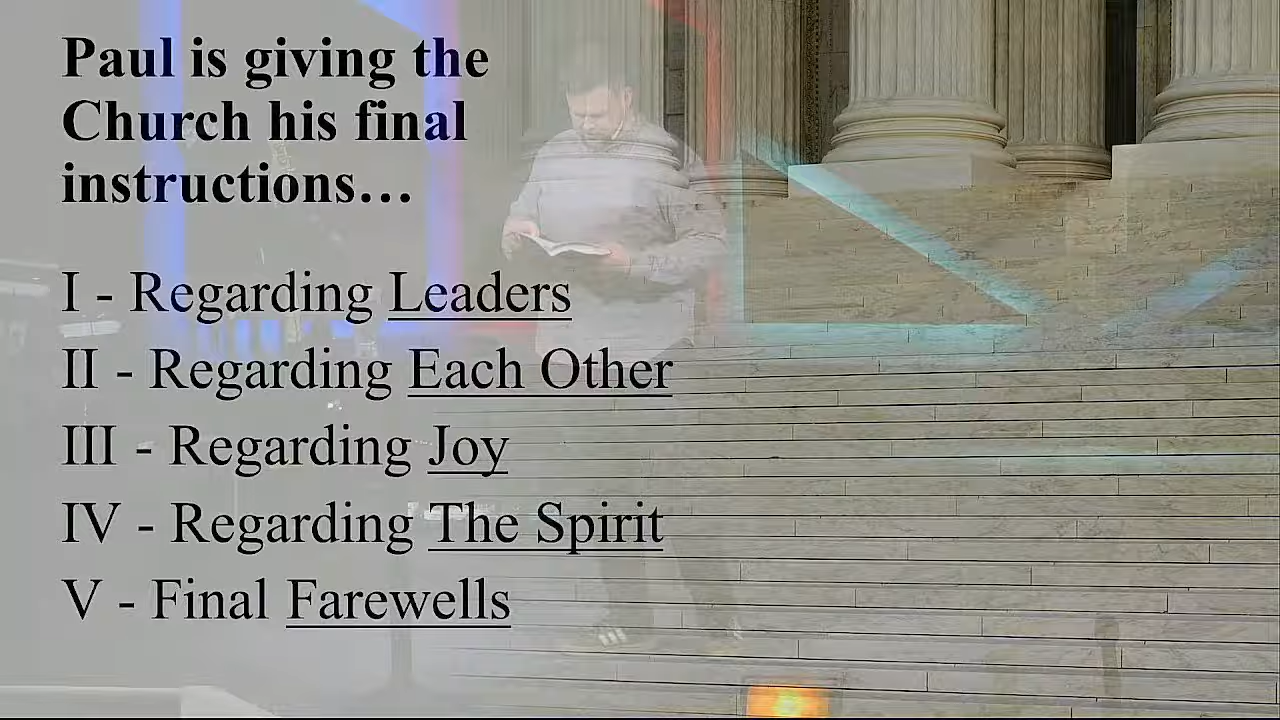 Paul is giving the
Church his final
instructions…
I - Regarding Leaders
II - Regarding Each Other
III - Regarding Joy
IV - Regarding The Spirit
V - Final Farewells